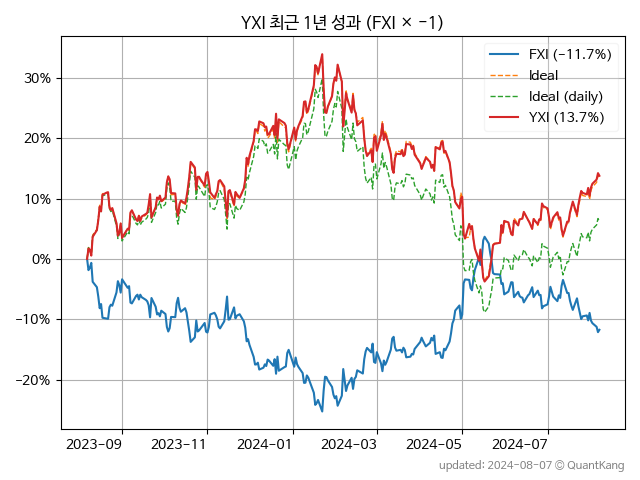 YXI 최근 1년 성과 (FXI × -1)
FXI (-11.7%)
Ideal
Ideal (daily)
YXI (13.7%)
30%
20%
10%
0%
-10%
-20%
2023-09 2023-11 2024-01 2024-03 2024-05 2024-07
updated: 2024-08-07 © QuantKang